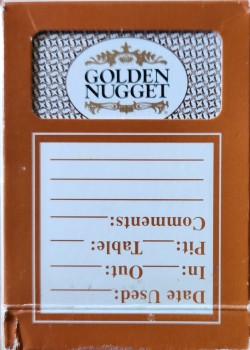 GOLDEN
NUGGET
Date Used:
In: Out:
Pit: Table:
Comments: